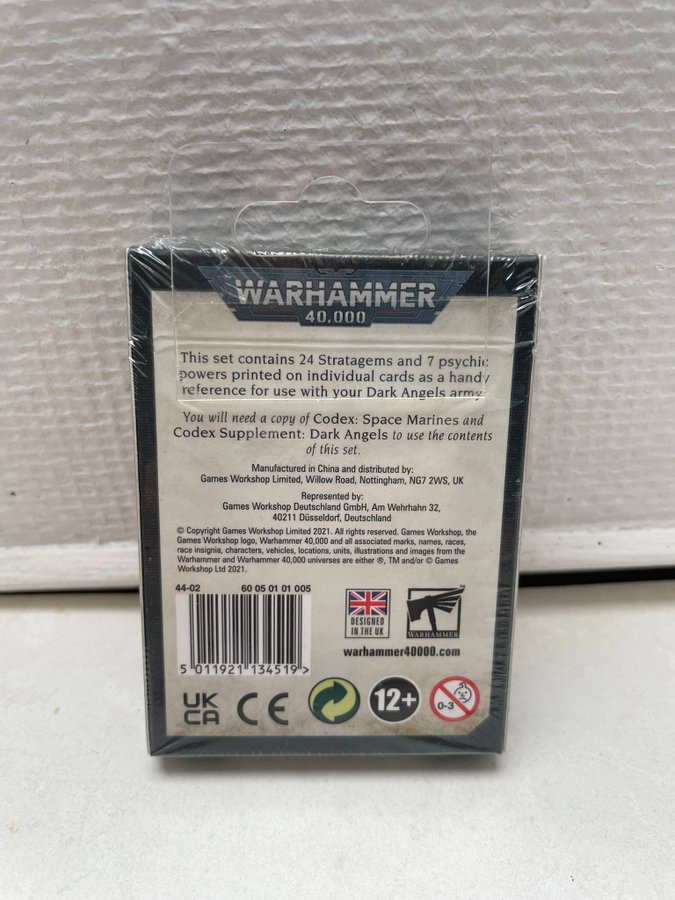 WARHAMMER
40,000
This set contains 24 Stratagems and 7 psychic
powers printed on individual cards as a handy
reference for use with your Dark Angels army.
You will need a copy of Codex: Space Marines and
Codex Supplement: Dark Angels to use the contents
of this set.
Manufactured in China and distributed by:
Games Workshop Limited, Willow Road, Nottingham, NG7 2WS, UK
Represented by:
Games Workshop Deutschland GmbH, Am Wehrhahn 32,
40211 Düsseldorf, Deutschland
© Copyright Games Workshop Limited 2021. All rights reserved. Games Workshop, the
Games Workshop logo, Warhammer 40,000 and all associated marks, names, races,
race insignia, characters, vehicles, locations, units, illustrations and images from the
Warhammer and Warhammer 40,000 universes are either ®, TM and/or © Games
Workshop Ltd 2021.
44-02 60 05 01 01 005
5 011921 134519 >
DESIGNED
IN THE UK
WARHAMMER
warhammer40000.com
UK
CA
CE
12+
0-3